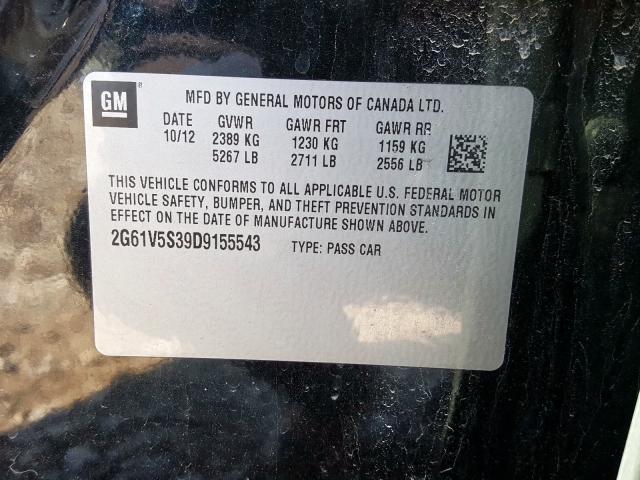 GM ®
MFD BY GENERAL MOTORS OF CANADA LTD.
DATE GVWR GAWR FRT GAWR RR
10/12 2389 KG 1230 KG 1159 KG
5267 LB 2711 LB 2556 LB
THIS VEHICLE CONFORMS TO ALL APPLICABLE U.S. FEDERAL MOTOR
VEHICLE SAFETY, BUMPER, AND THEFT PREVENTION STANDARDS IN
EFFECT ON THE DATE OF MANUFACTURE SHOWN ABOVE.
2G61V5S39D9155543 TYPE: PASS CAR